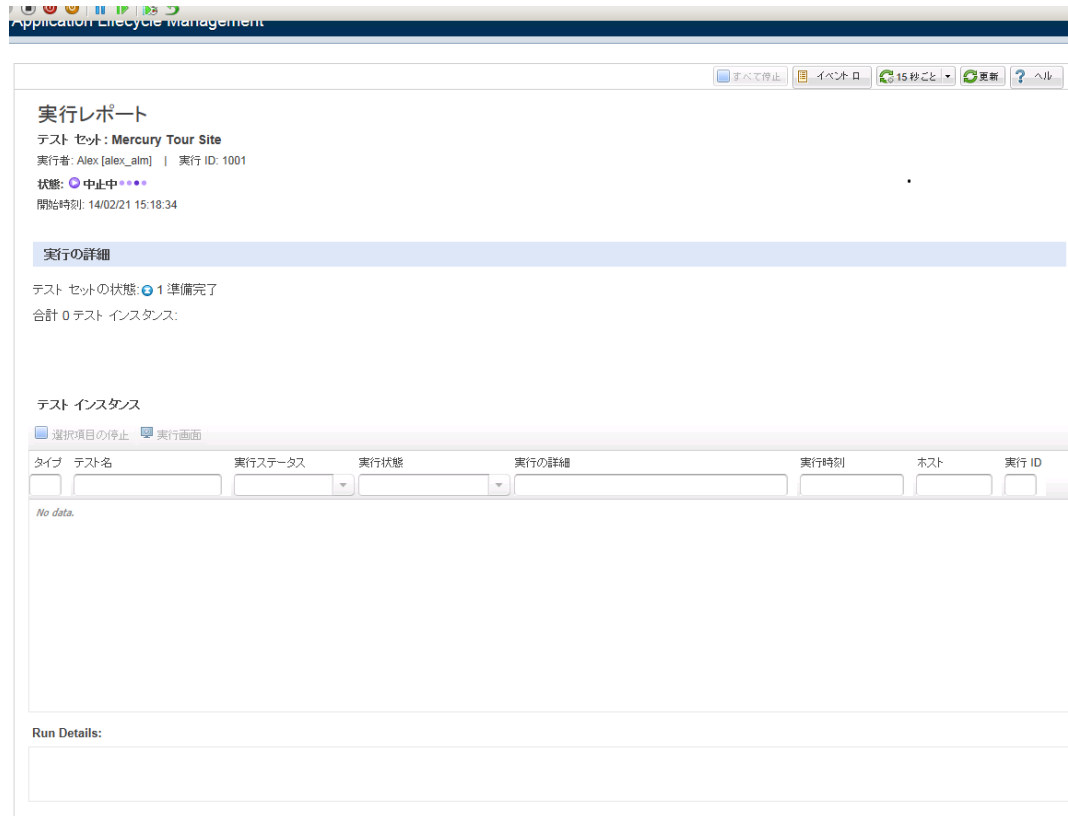 Application Lifecycle Management
すべて停止 イベント ロ 15 秒ごと 更新 ? ヘル
実行レポート
テスト セット: Mercury Tour Site
実行者: Alex [alex_alm] | 実行 ID: 1001
状態: 中止中
開始時刻: 14/02/21 15:18:34
実行の詳細
テスト セットの状態: 1 準備完了
合計 0 テスト インスタンス:
テスト インスタンス
選択項目の停止 実行画面
タイプ テスト名 実行ステータス 実行状態 実行の詳細 実行時刻 ホスト 実行 ID
No data.
Run Details: